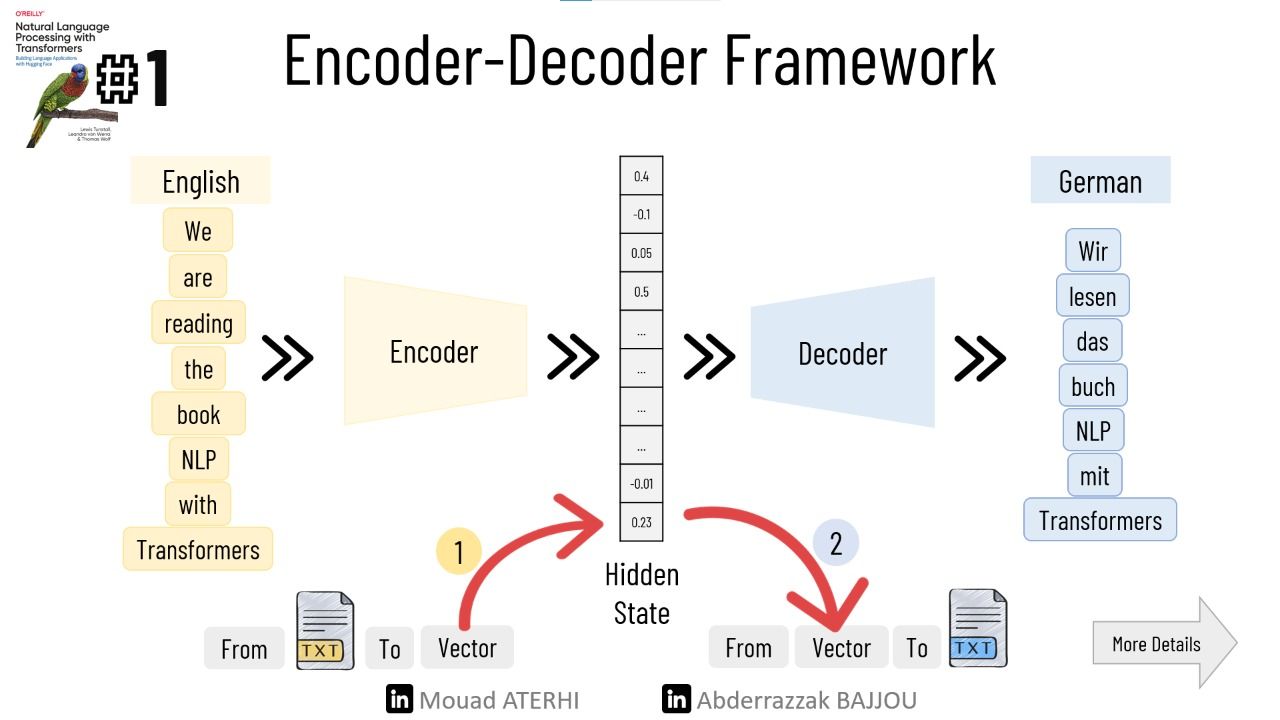 O'REILLY
Natural Language
Processing with
Transformers
Building Language Applications
with Hugging Face
Lewis Tunstall,
Leandro von Werra
& Thomas Wolf
#1
Encoder-Decoder Framework
English
We
are
reading
the
book
NLP
with
Transformers
Encoder
0.4
-0.1
0.05
0.5
...
...
...
...
-0.01
0.23
Hidden
State
Decoder
German
Wir
lesen
das
buch
NLP
mit
Transformers
1
From TXT To Vector
2
From Vector To TXT
More Details
in Mouad ATERHI
in Abderrazzak BAJJOU